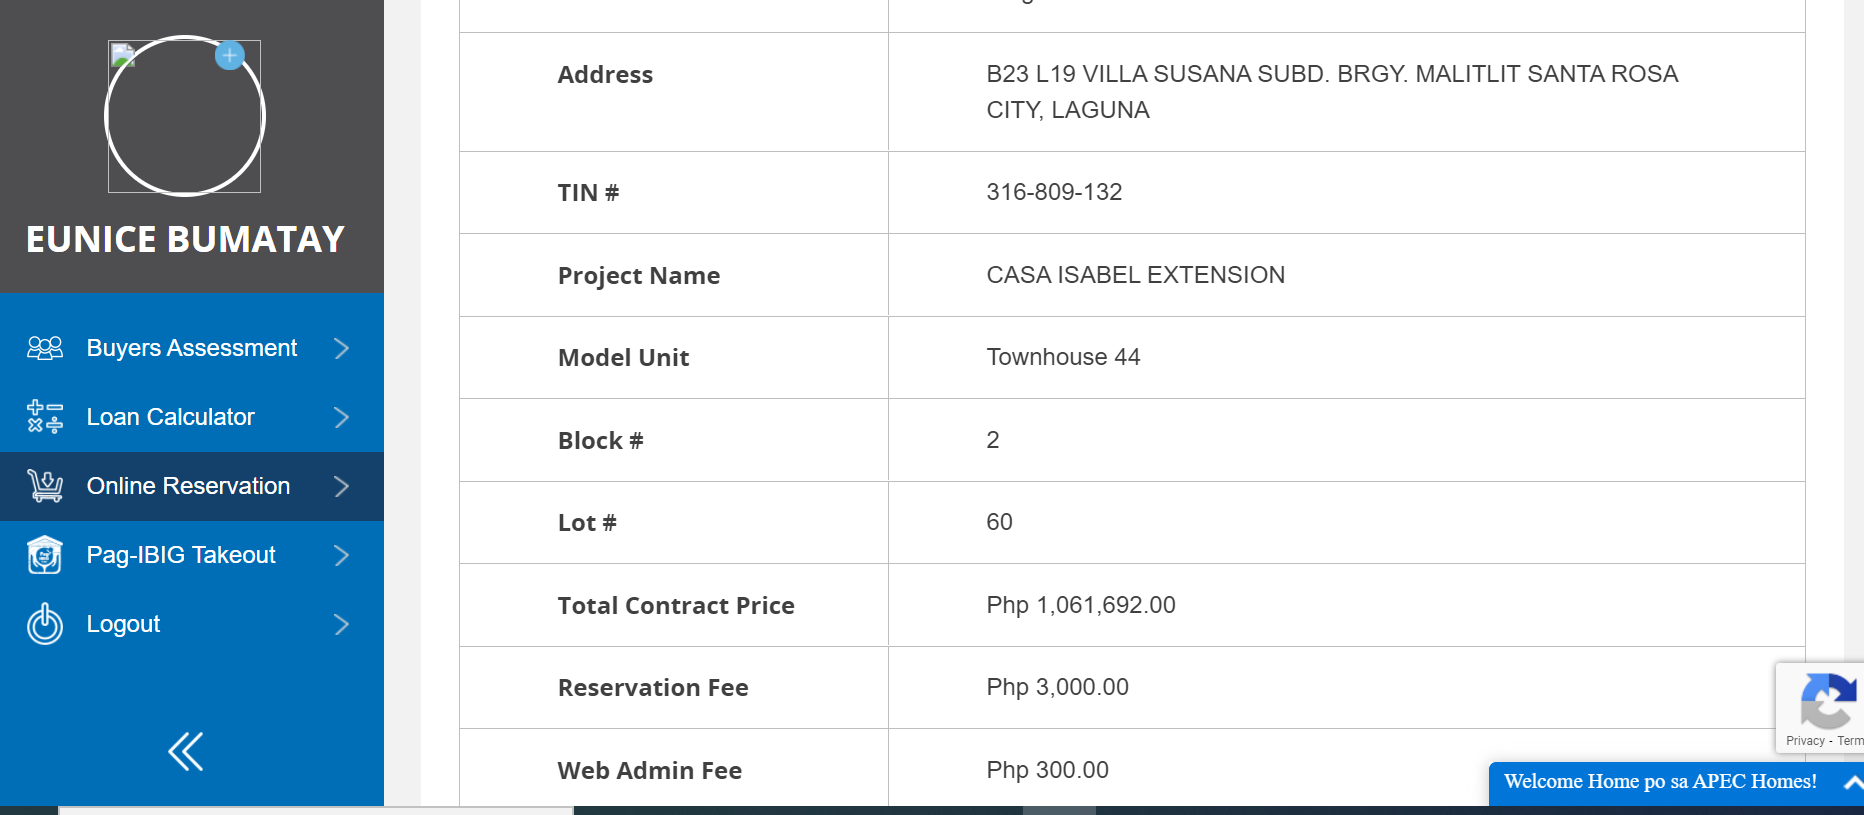 EUNICE BUMATAY
Buyers Assessment
Loan Calculator
Online Reservation
Pag-IBIG Takeout
Logout
Address
B23 L19 VILLA SUSANA SUBD. BRGY. MALITLIT SANTA ROSA
CITY, LAGUNA
TIN #
316-809-132
Project Name
CASA ISABEL EXTENSION
Model Unit
Townhouse 44
Block #
2
Lot #
60
Total Contract Price
Php 1,061,692.00
Reservation Fee
Php 3,000.00
Web Admin Fee
Php 300.00
Privacy - Term
Welcome Home po sa APEC Homes!